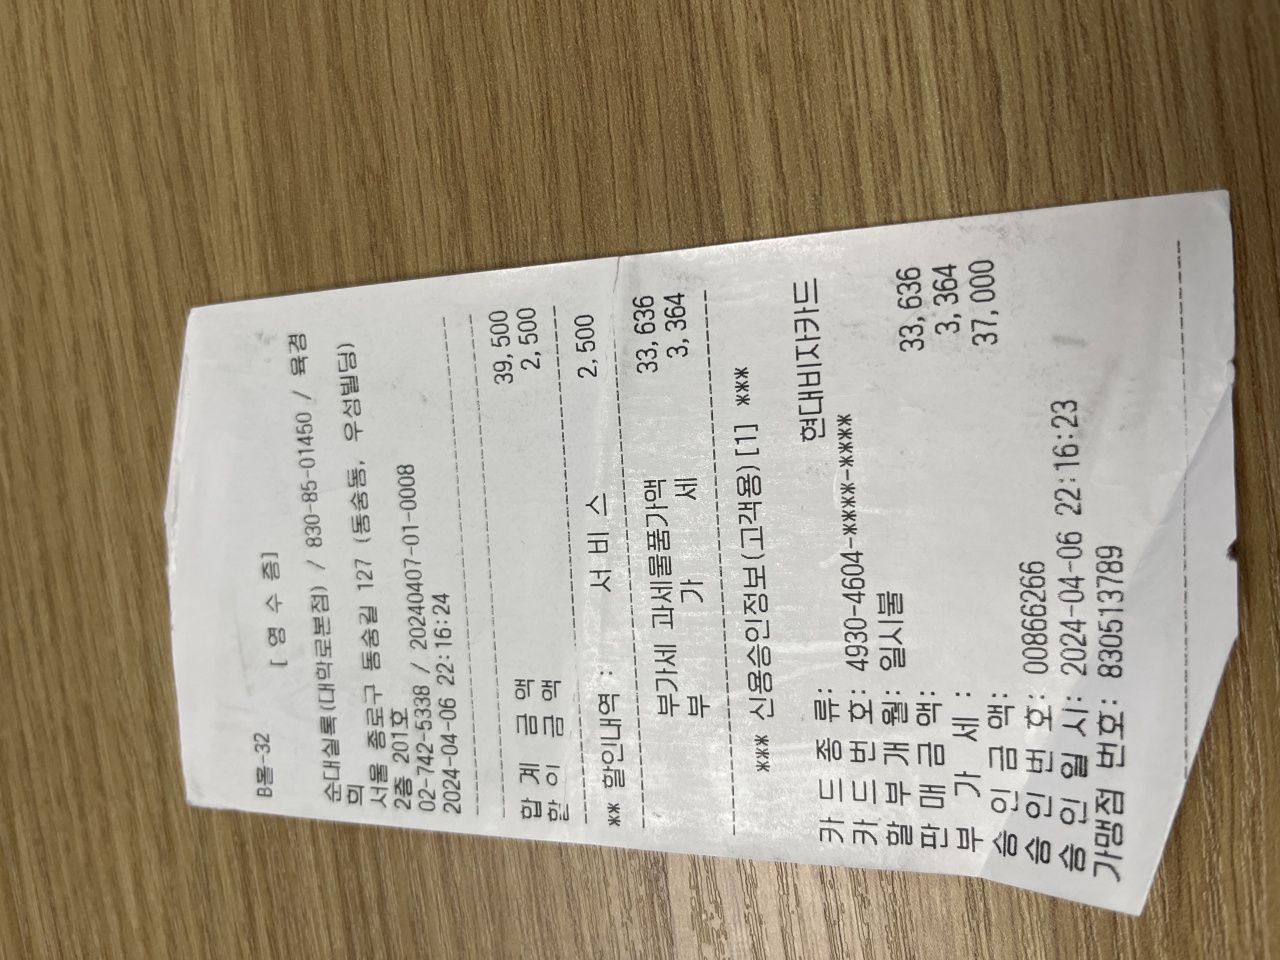 B홀-32
[ 영 수 증]
순대실록(대학로본점) / 830-85-01450 / 육경
희
서울 종로구 동숭길 127 (동숭동, 우성빌딩)
2층 201호
02-742-5338 / 20240407-01-0008
2024-04-06 22:16:24
합 계 금 액 39,500
할 인 금 액 2,500
** 할인내역 : 서 비 스 2,500
부가세 과세물품가액 33,636
부 가 세 3,364
*** 신용승인정보(고객용)[1] ***
카 드 종 류: 현대비자카드
카 드 번 호: 4930-4604-****-****
할 부 개 월: 일시불
판 매 금 액: 33,636
부 가 세 : 3,364
승 인 금 액: 37,000
승 인 번 호: 00866266
승 인 일 시: 2024-04-06 22:16:23
가맹점 번호: 830513789